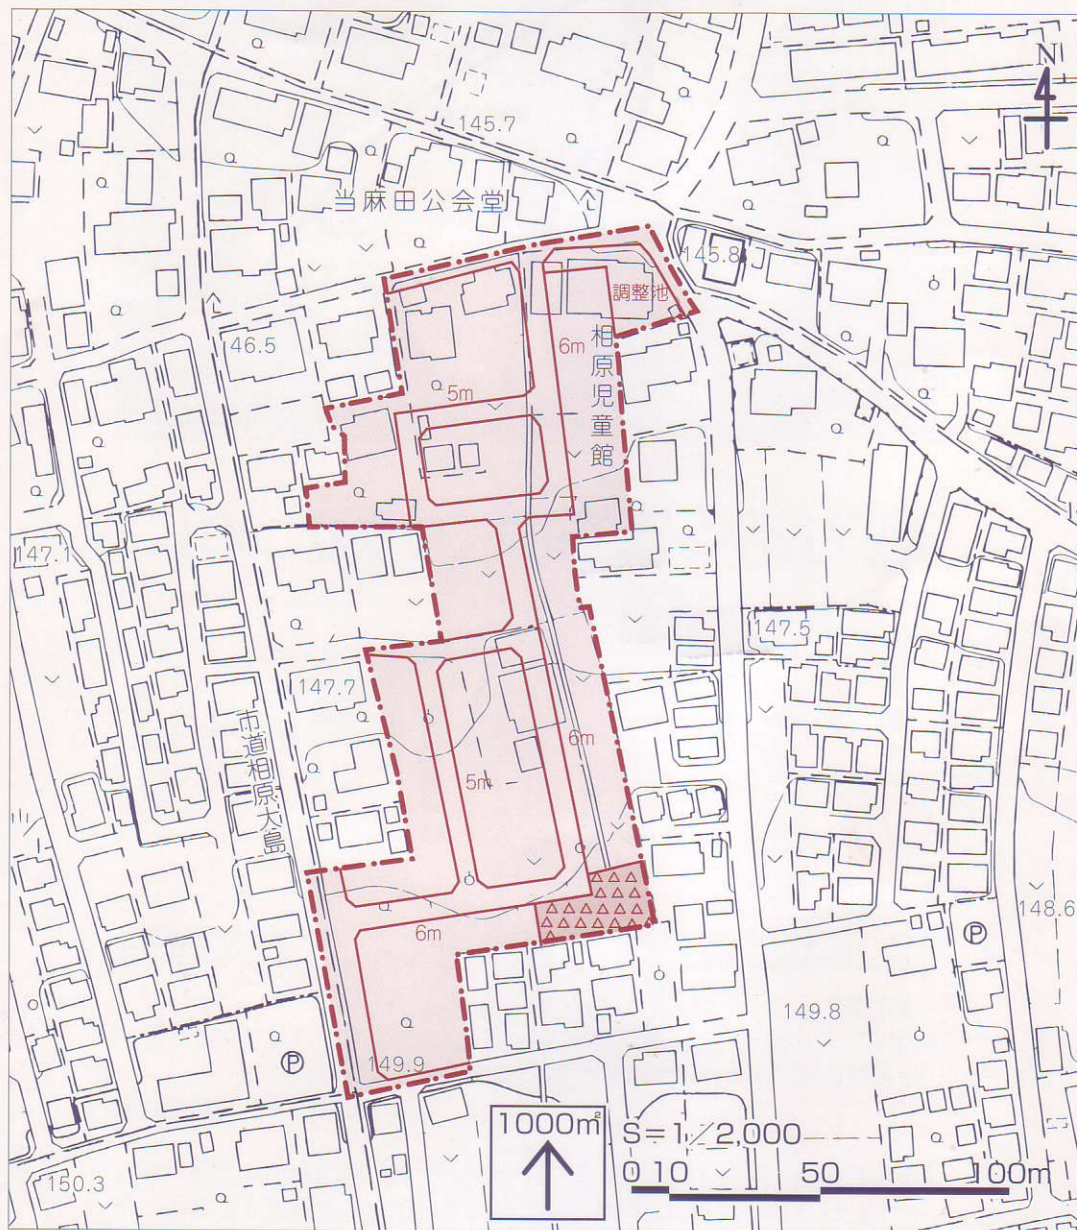 N
145.7
当麻田公会堂
145.8
調整池
46.5
6m
相原児童館
5m
147.1
147.5
147.7
市道相原大島
6m
5m
148.6
6m
P
149.8
P
149.9
1000㎡
S=1/2,000
0 10 50 100m
150.3